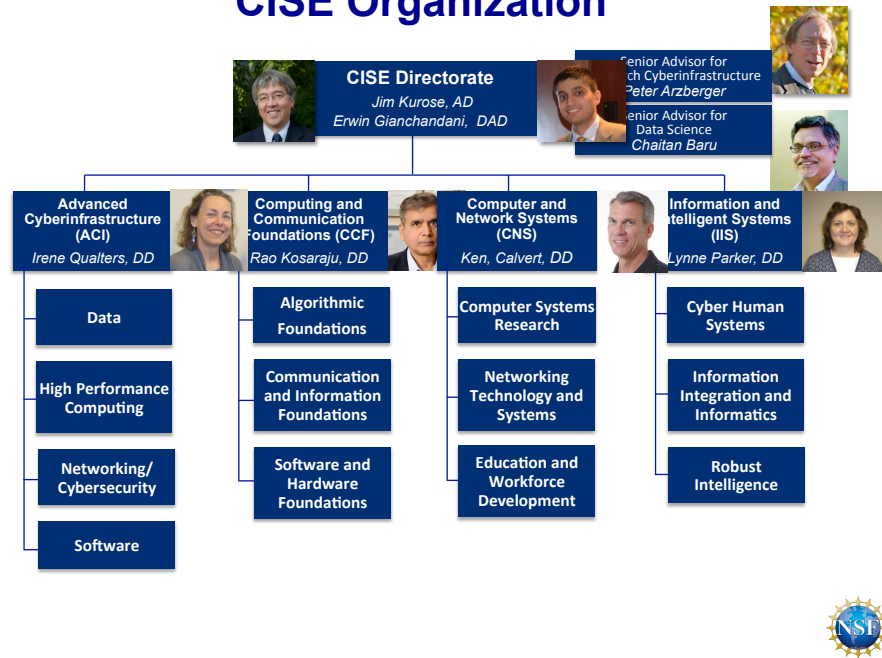 CISE Organization
CISE Directorate
Jim Kurose, AD
Erwin Gianchandani, DAD
Senior Advisor for
Cyberinfrastructure
Peter Arzberger
Senior Advisor for
Data Science
Chaitan Baru
Advanced
Cyberinfrastructure
(ACI)
Irene Qualters, DD
Computing and
Communication
Foundations (CCF)
Rao Kosaraju, DD
Computer and
Network Systems
(CNS)
Ken, Calvert, DD
Information and
Intelligent Systems
(IIS)
Lynne Parker, DD
Data
High Performance
Computing
Networking/
Cybersecurity
Software
Algorithmic
Foundations
Communication
and Information
Foundations
Software and
Hardware
Foundations
Computer Systems
Research
Networking
Technology and
Systems
Education and
Workforce
Development
Cyber Human
Systems
Information
Integration and
Informatics
Robust
Intelligence
NSF